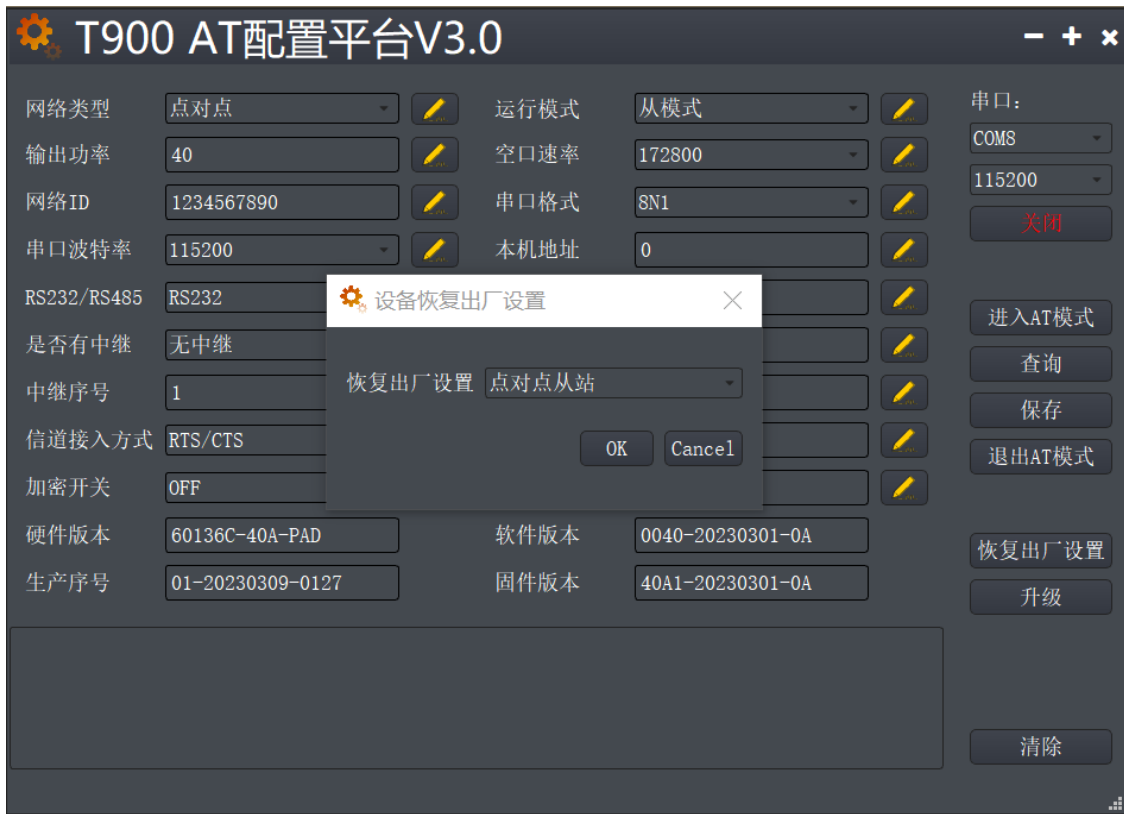 T900 AT配置平台V3.0
网络类型 点对点 运行模式 从模式 串口：
输出功率 40 空口速率 172800 COM8
网络ID 1234567890 串口格式 8N1 115200
串口波特率 115200 本机地址 0 关闭
RS232/RS485 RS232
设备恢复出厂设置
进入AT模式
是否有中继 无中继 查询
恢复出厂设置 点对点从站
中继序号 1 保存
信道接入方式 RTS/CTS 退出AT模式
OK Cancel
加密开关 OFF
硬件版本 60136C-40A-PAD 软件版本 0040-20230301-0A
恢复出厂设置
生产序号 01-20230309-0127 固件版本 40A1-20230301-0A
升级
清除